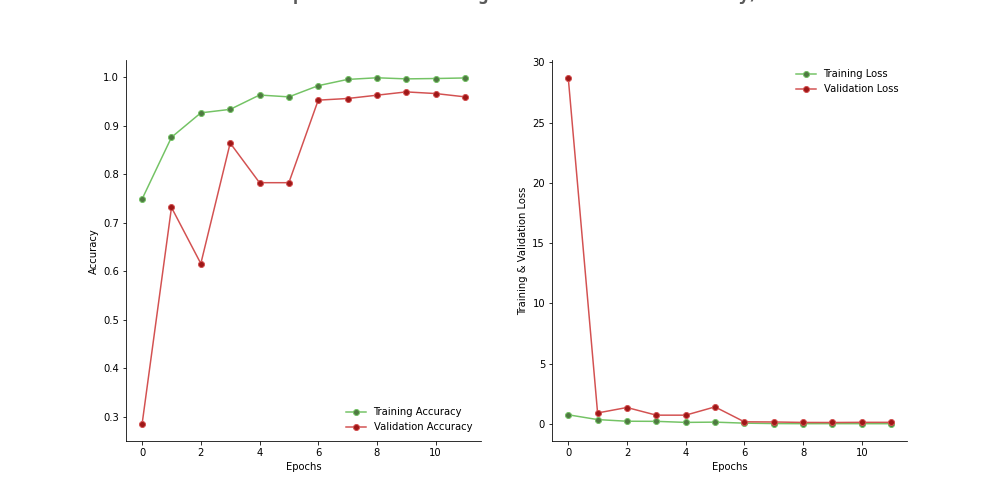 1.0
0.9
0.8
0.7
0.6
0.5
0.4
0.3
Accuracy
Training Accuracy
Validation Accuracy
0 2 4 6 8 10
Epochs
30
25
20
15
10
5
0
Training & Validation Loss
Training Loss
Validation Loss
0 2 4 6 8 10
Epochs